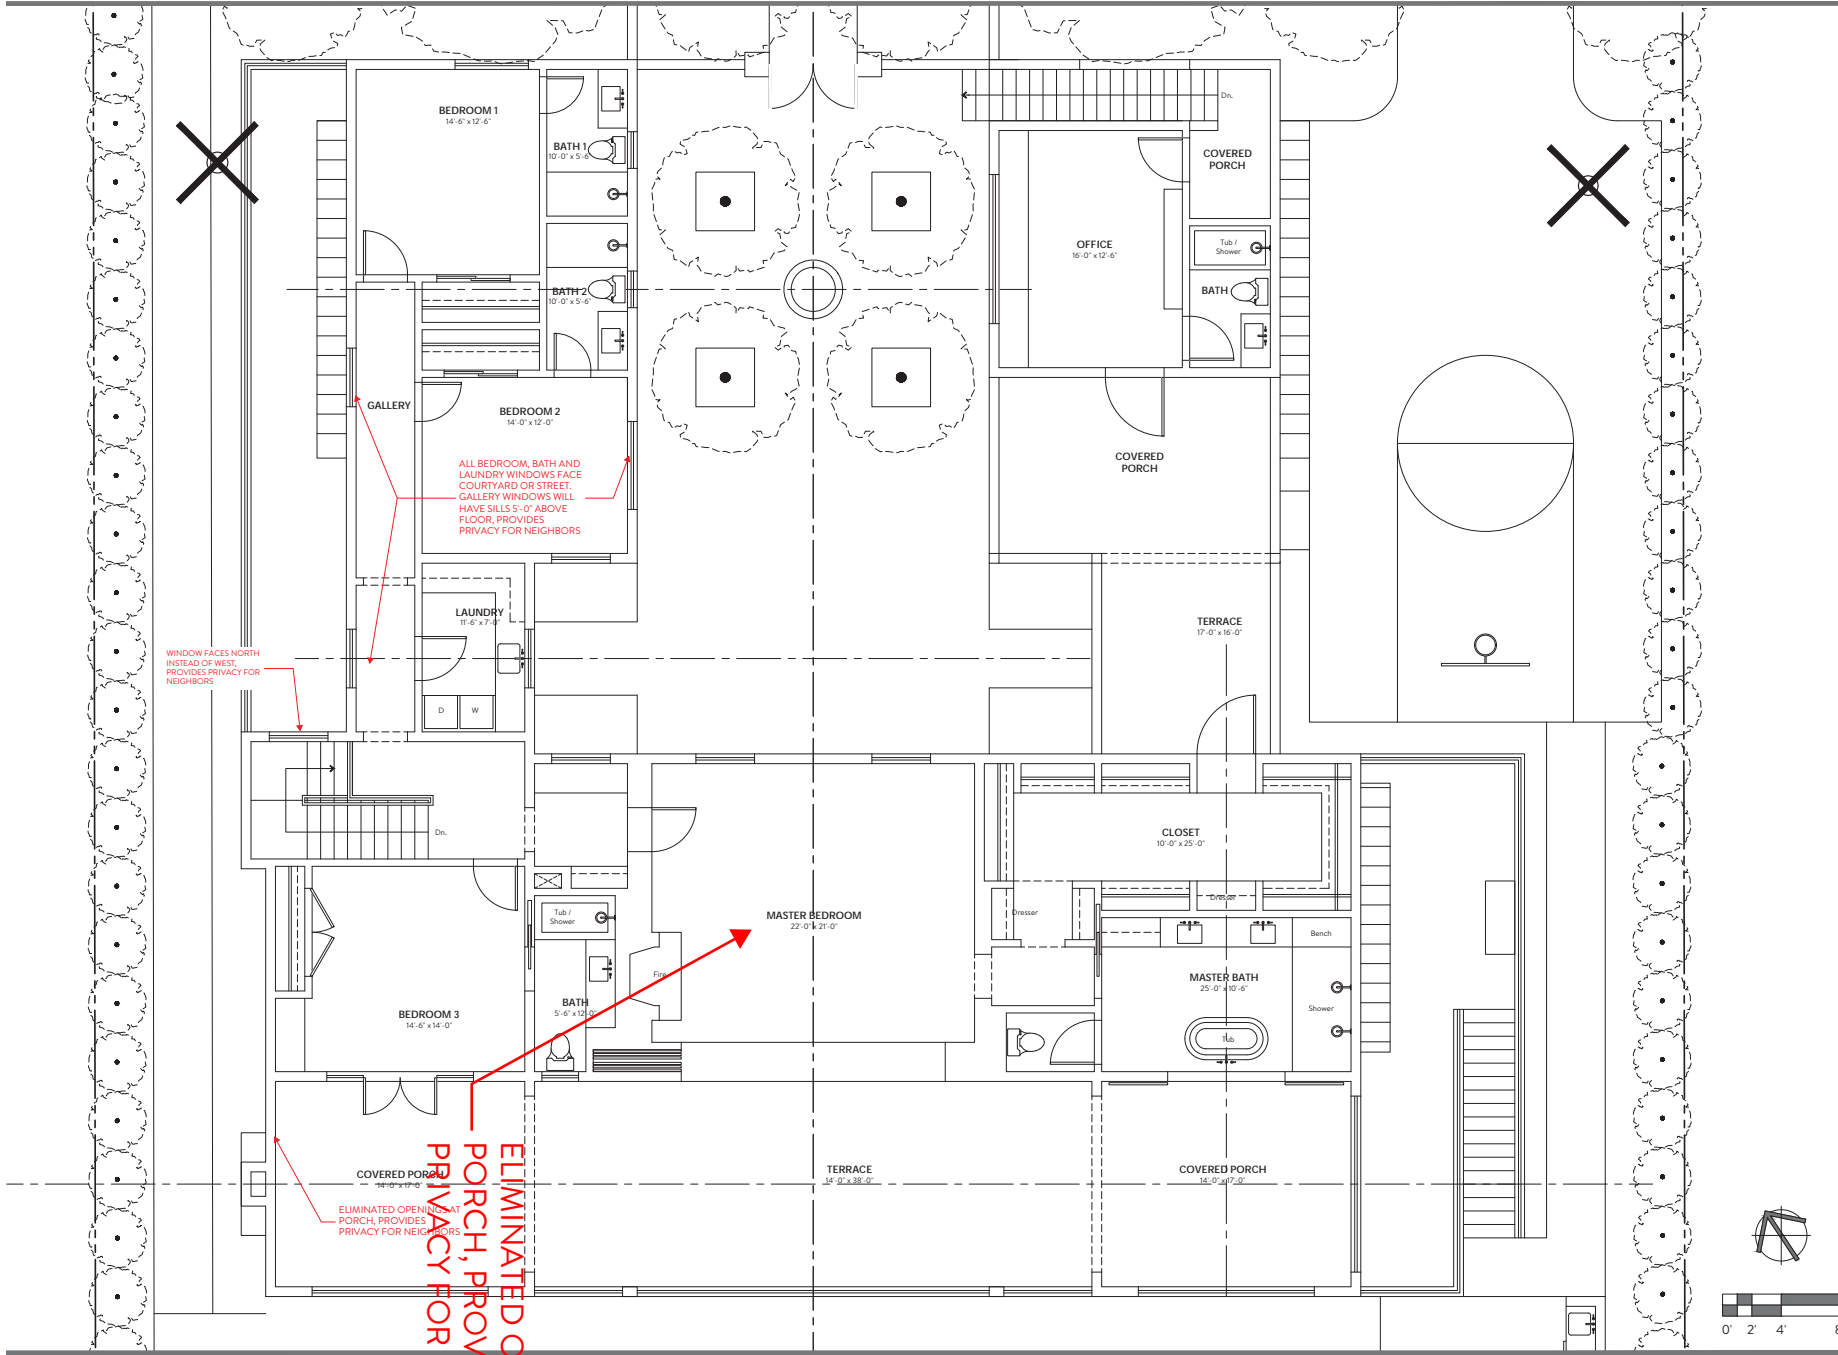 BEDROOM 1
14'-6" x 12'-6"
BATH 1
10'-0" x 5'-6"
Dn.
COVERED
PORCH
OFFICE
16'-0" x 12'-6"
Tub /
Shower
BATH
BATH 2
10'-0" x 5'-6"
GALLERY
BEDROOM 2
14'-0" x 12'-0"
ALL BEDROOM, BATH AND
LAUNDRY WINDOWS FACE
COURTYARD OR STREET.
GALLERY WINDOWS WILL
HAVE SILLS 5'-0" ABOVE
FLOOR, PROVIDES
PRIVACY FOR NEIGHBORS
COVERED
PORCH
LAUNDRY
11'-6" x 7'-0"
TERRACE
17'-0" x 16'-0"
WINDOW FACES NORTH
INSTEAD OF WEST,
PROVIDES PRIVACY FOR
NEIGHBORS
D
W
Dn.
CLOSET
10'-0" x 25'-0"
Dresser
Dresser
Tub /
Shower
MASTER BEDROOM
22'-0" x 21'-0"
Bench
Fire
MASTER BATH
25'-0" x 10'-6"
BATH
5'-6" x 12'-0"
Shower
BEDROOM 3
14'-6" x 14'-0"
Tub
COVERED PORCH
14'-0" x 17'-0"
TERRACE
14'-0" x 38'-0"
COVERED PORCH
14'-0" x 17'-0"
ELIMINATED OPENINGS AT
PORCH, PROVIDES
PRIVACY FOR NEIGHBORS
ELIMINATED O
PORCH, PROV
PRIVACY FOR
0' 2' 4' 8